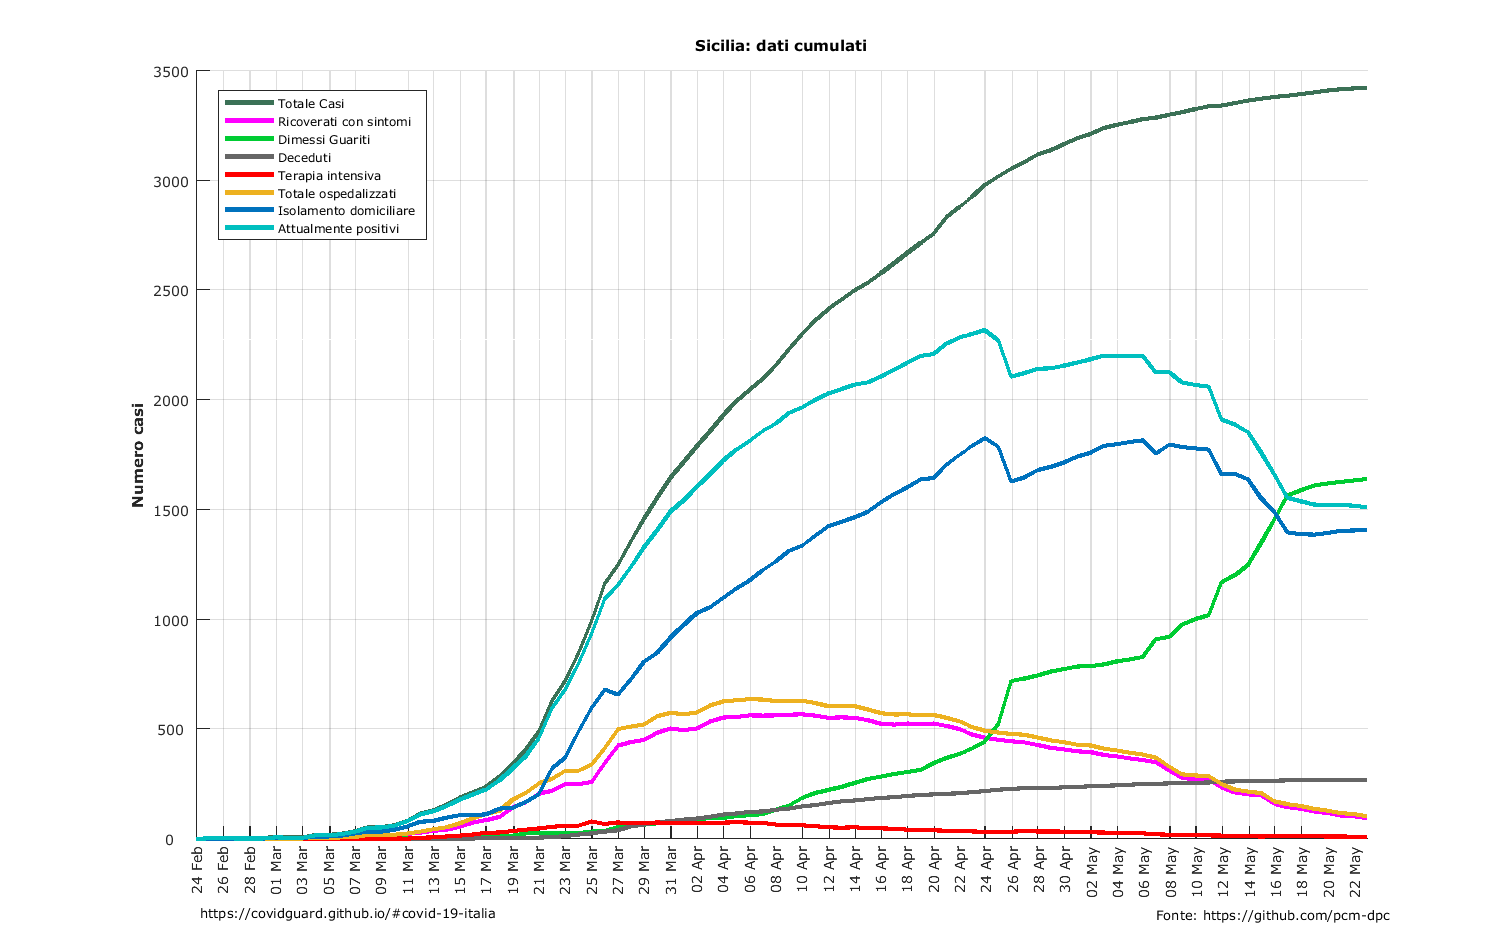 Sicilia: dati cumulati
3500
3000
2500
2000
1500
1000
500
0
Numero casi
Totale Casi
Ricoverati con sintomi
Dimessi Guariti
Deceduti
Terapia intensiva
Totale ospedalizzati
Isolamento domiciliare
Attualmente positivi
24 Feb
26 Feb
28 Feb
01 Mar
03 Mar
05 Mar
07 Mar
09 Mar
11 Mar
13 Mar
15 Mar
17 Mar
19 Mar
21 Mar
23 Mar
25 Mar
27 Mar
29 Mar
31 Mar
02 Apr
04 Apr
06 Apr
08 Apr
10 Apr
12 Apr
14 Apr
16 Apr
18 Apr
20 Apr
22 Apr
24 Apr
26 Apr
28 Apr
30 Apr
02 May
04 May
06 May
08 May
10 May
12 May
14 May
16 May
18 May
20 May
22 May
https://covidguard.github.io/#covid-19-italia
Fonte: https://github.com/pcm-dpc